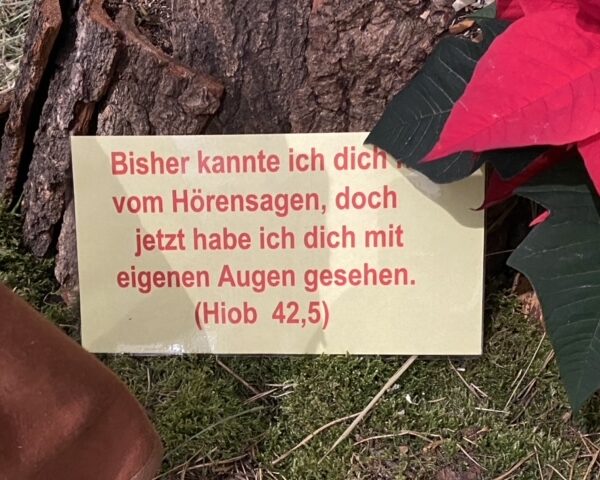 Bisher kannte ich dich
vom Hörensagen, doch
jetzt habe ich dich mit
eigenen Augen gesehen.
(Hiob 42,5)